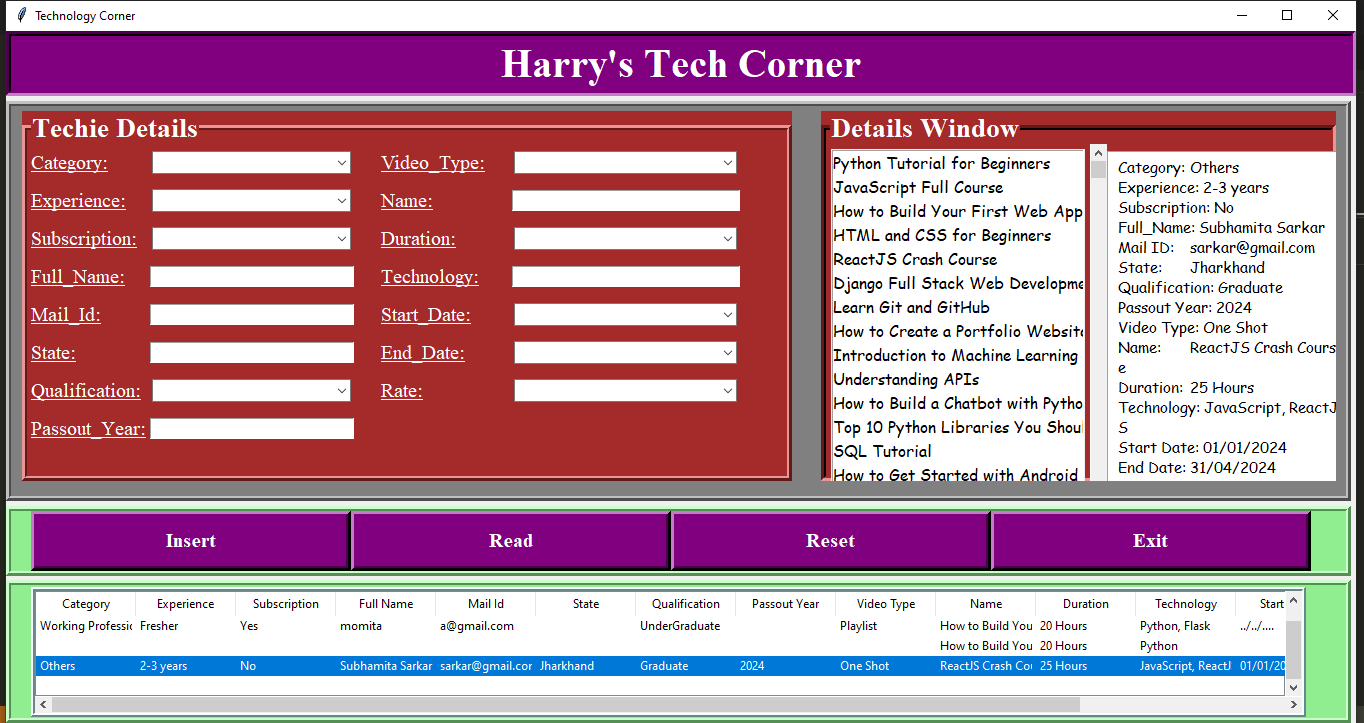 Technology Corner
Harry's Tech Corner
Techie Details
Category:
Video_Type:
Experience:
Name:
Subscription:
Duration:
Full_Name:
Technology:
Mail_Id:
Start_Date:
State:
End_Date:
Qualification:
Rate:
Passout_Year:
Details Window
Python Tutorial for Beginners
JavaScript Full Course
How to Build Your First Web App
HTML and CSS for Beginners
ReactJS Crash Course
Django Full Stack Web Developme
Learn Git and GitHub
How to Create a Portfolio Websit
Introduction to Machine Learning
Understanding APIs
How to Build a Chatbot with Pytho
Top 10 Python Libraries You Shou
SQL Tutorial
How to Get Started with Android
Category: Others
Experience: 2-3 years
Subscription: No
Full_Name: Subhamita Sarkar
Mail ID: sarkar@gmail.com
State: Jharkhand
Qualification: Graduate
Passout Year: 2024
Video Type: One Shot
Name: ReactJS Crash Cours
e
Duration: 25 Hours
Technology: JavaScript, ReactJ
S
Start Date: 01/01/2024
End Date: 31/04/2024
Insert Read Reset Exit
Category Experience Subscription Full Name Mail Id State Qualification Passout Year Video Type Name Duration Technology Start
Working Professic Fresher Yes momita a@gmail.com UnderGraduate Playlist How to Build You 20 Hours Python, Flask ../../....
How to Build You 20 Hours Python
Others 2-3 years No Subhamita Sarkar sarkar@gmail.cor Jharkhand Graduate 2024 One Shot ReactJS Crash Cou 25 Hours JavaScript, ReactJ 01/01/20